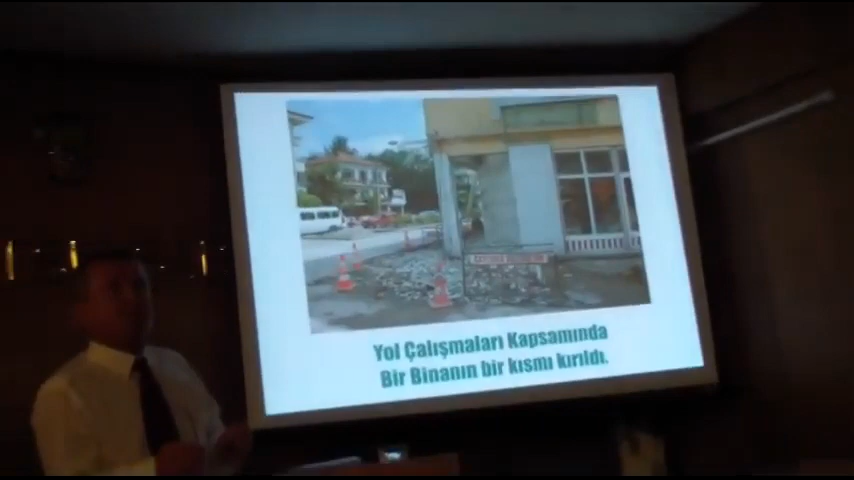 Yol Çalışmaları Kapsamında
Bir Binanın bir kısmı kırıldı.